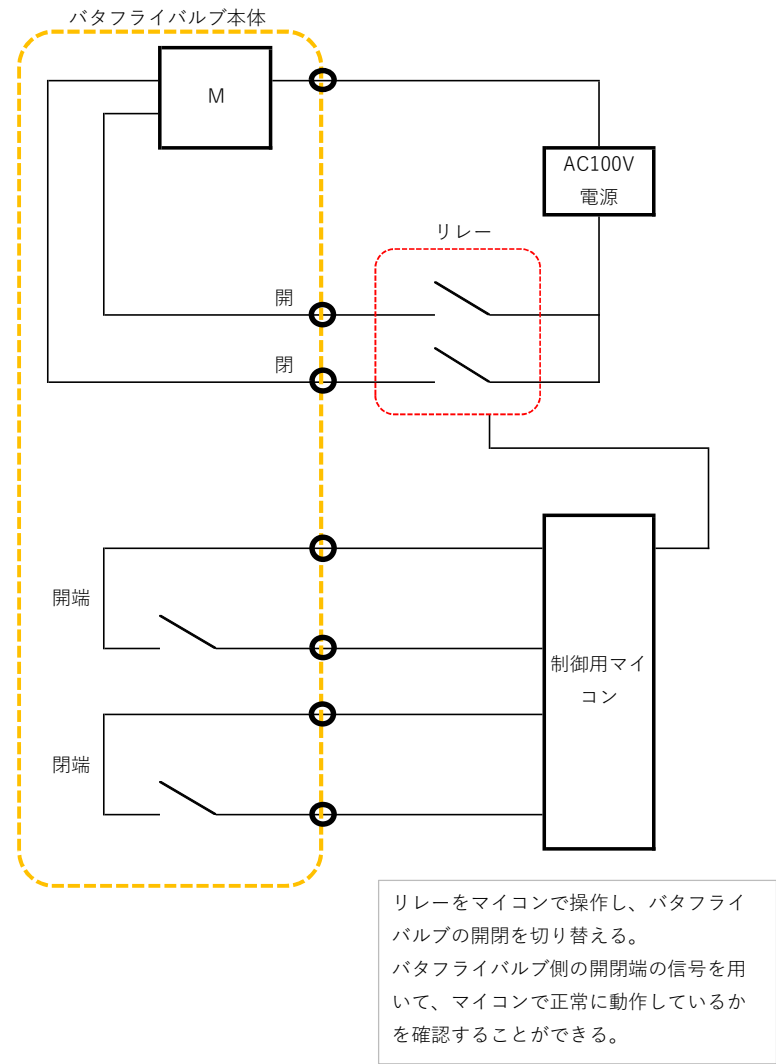 バタフライバルブ本体
M
AC100V
電源
リレー
開
閉
開端
制御用マイ
コン
閉端
リレーをマイコンで操作し、バタフライ
バルブの開閉を切り替える。
バタフライバルブ側の開閉端の信号を用
いて、マイコンで正常に動作しているか
を確認することができる。